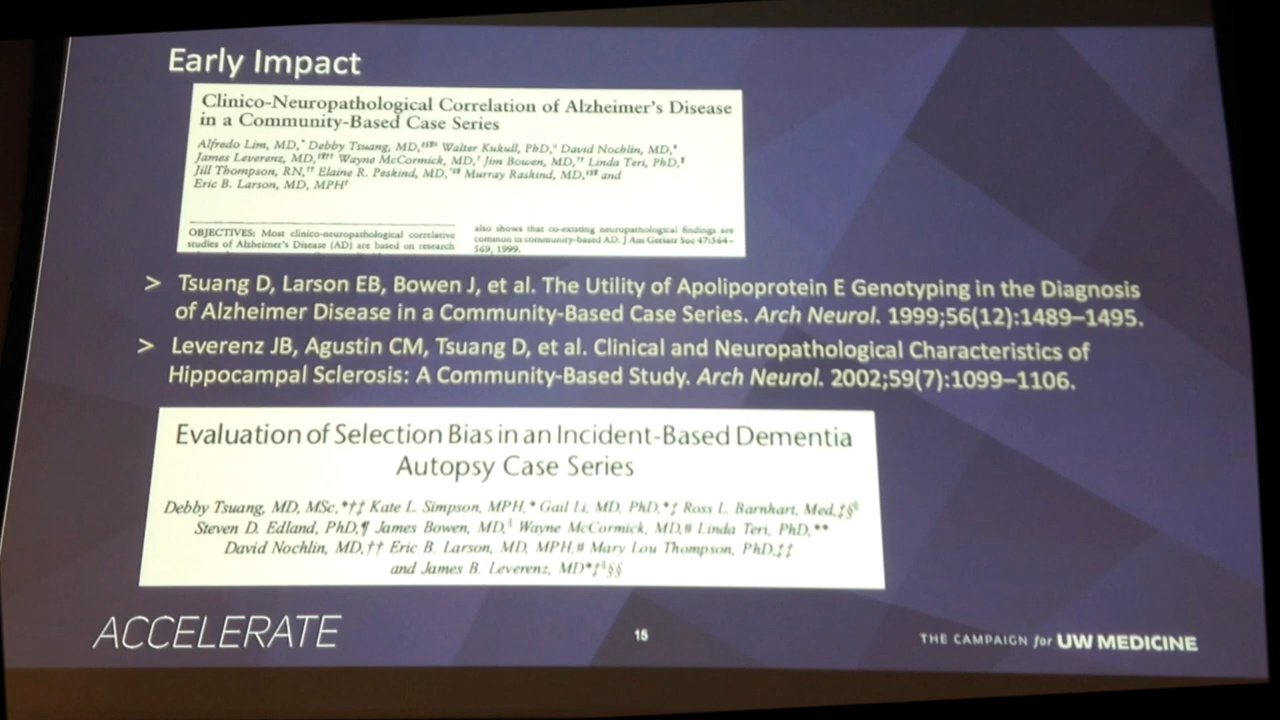 Early Impact
Clinico-Neuropathological Correlation of Alzheimer's Disease
in a Community-Based Case Series
Alfredo Lim, MD,* Debby Tsuang, MD, Walter Kukull, PhD, David Nochlin, MD,
James Leverenz, MD, Wayne McCormick, MD, Jim Bowen, MD,†† Linda Teri, PhD,
Jill Thompson, RN,†† Elaine R. Peskind, MD, Murray Raskind, MD, and
Eric B. Larson, MD, MPH†
OBJECTIVES: Most clinico-neuropathological correlative
studies of Alzheimer's Disease (AD) are based on research
also shows that co-existing neuropathological findings are
common in community-based AD. J Am Geriatr Soc 47:564–
569, 1999.
> Tsuang D, Larson EB, Bowen J, et al. The Utility of Apolipoprotein E Genotyping in the Diagnosis
of Alzheimer Disease in a Community-Based Case Series. Arch Neurol. 1999;56(12):1489–1495.
> Leverenz JB, Agustin CM, Tsuang D, et al. Clinical and Neuropathological Characteristics of
Hippocampal Sclerosis: A Community-Based Study. Arch Neurol. 2002;59(7):1099–1106.
Evaluation of Selection Bias in an Incident-Based Dementia
Autopsy Case Series
Debby Tsuang, MD, MSc,*†‡ Kate L. Simpson, MPH,* Gail Li, MD, PhD,*‡ Ross L. Barnhart, Med,‡§
Steven D. Edland, PhD,¶ James Bowen, MD, Wayne McCormick, MD,# Linda Teri, PhD,**
David Nochlin, MD,†† Eric B. Larson, MD, MPH,# Mary Lou Thompson, PhD,‡‡
and James B. Leverenz, MD*‡§§
ACCELERATE
15
THE CAMPAIGN for UW MEDICINE